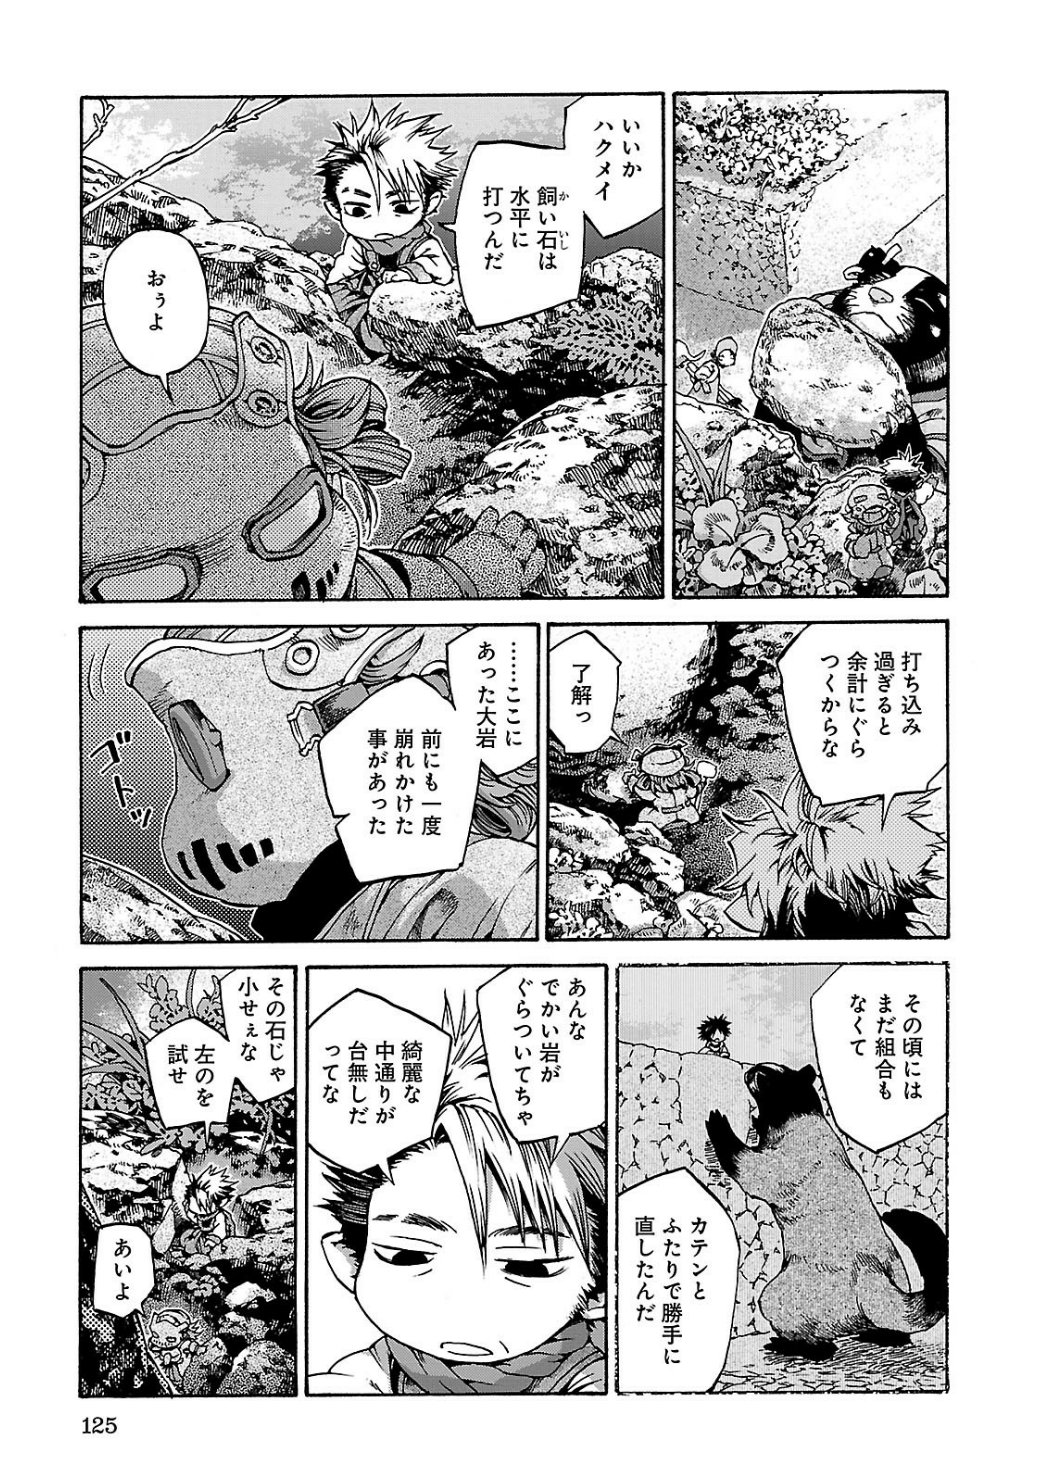 いいか
ハクメイ
飼い石は
水平に
打つんだ
かいし
おぅよ
打ち込み
過ぎると
余計にぐら
つくからな
了解っ
……ここに
あった大岩
前にも一度
崩れかけた
事があった
ゴトッ
その頃には
まだ組合も
なくて
カテンと
ふたりで勝手に
直したんだ
あんな
でかい岩が
ぐらついてちゃ
綺麗な
中通りが
台無しだ
ってな
その石じゃ
小せぇな
左のを
試せ
あいよ
125